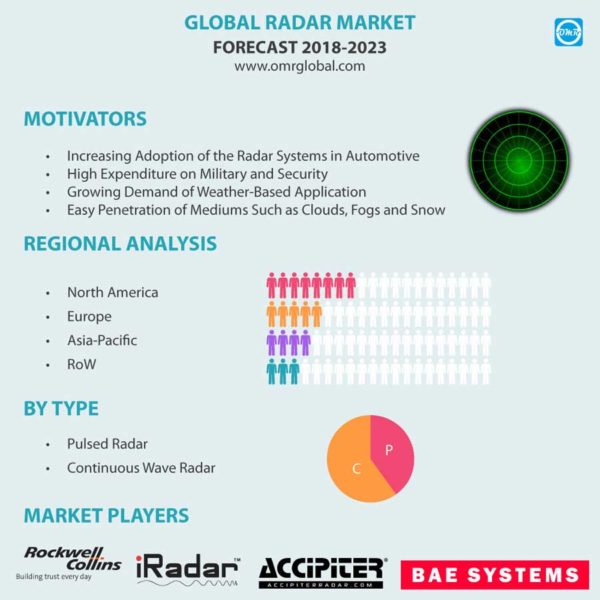 GLOBAL RADAR MARKET
FORECAST 2018-2023
www.omrglobal.com
OMR
MOTIVATORS
• Increasing Adoption of the Radar Systems in Automotive
• High Expenditure on Military and Security
• Growing Demand of Weather-Based Application
• Easy Penetration of Mediums Such as Clouds, Fogs and Snow
REGIONAL ANALYSIS
• North America
• Europe
• Asia-Pacific
• RoW
BY TYPE
• Pulsed Radar
• Continuous Wave Radar
P
C
MARKET PLAYERS
Rockwell
Collins
Building trust every day
iRadar™
ACCIPITER®
ACCIPITERRADAR.COM
BAE SYSTEMS